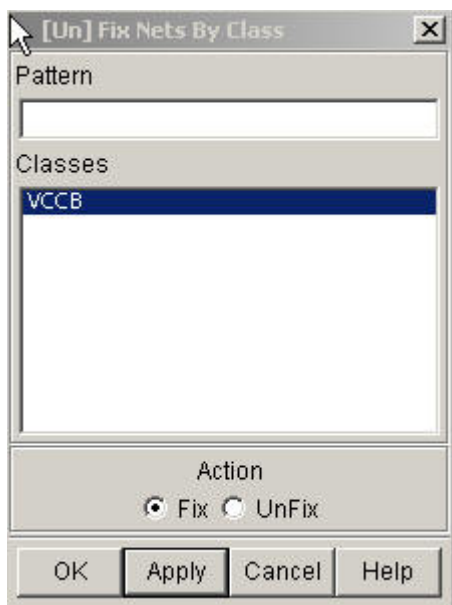 [Un] Fix Nets By Class
Pattern
Classes
VCCB
Action
Fix UnFix
OK Apply Cancel Help